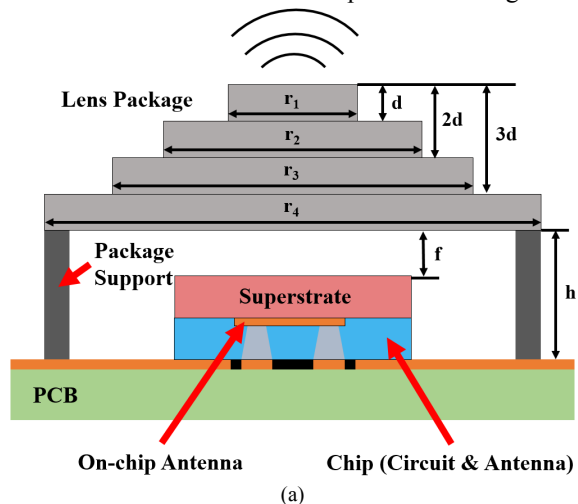 Lens Package
r1
d
r2
2d
r3
3d
r4
Package
Support
f
h
Superstrate
PCB
On-chip Antenna
Chip (Circuit & Antenna)
(a)